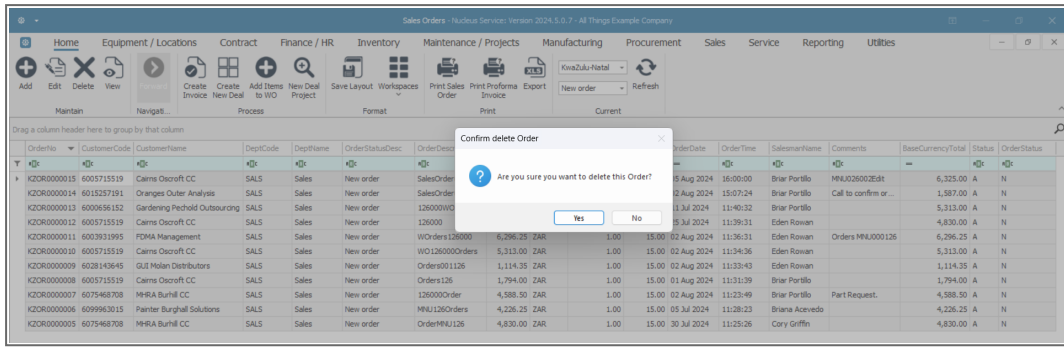 Sales Orders - Nucleus Service; Version 2024.5.0.7 - All Things Example Company
Home Equipment / Locations Contract Finance / HR Inventory Maintenance / Projects Manufacturing Procurement Sales Service Reporting Utilities
Add Edit Delete View Forward Create Invoice Create New Deal Add Items to WO New Deal Project Save Layout Workspaces Print Sales Order Print Proforma Invoice Export KwaZulu-Natal New order Refresh
Maintain Navigati... Process Format Print Current
Drag a column header here to group by that column
OrderNo CustomerCode CustomerName DeptCode DeptName OrderStatusDesc OrderDesc OrderDate OrderTime SalesmanName Comments BaseCurrencyTotal Status OrderStatus
KZOR0000015 6005715519 Cairns Oscroft CC SALS Sales New order SalesOrder 5 Aug 2024 16:00:00 Briar Portillo MNU026002Edit 6,325.00 A N
KZOR0000014 6015257191 Oranges Outer Analysis SALS Sales New order SalesOrder 2 Aug 2024 15:07:24 Briar Portillo Call to confirm or... 1,587.00 A N
KZOR0000013 6000656152 Gardening Pechold Outsourcing SALS Sales New order 126000WO 1 Jul 2024 11:40:32 Briar Portillo 5,313.00 A N
KZOR0000012 6005715519 Cairns Oscroft CC SALS Sales New order 126000 5 Jul 2024 11:39:31 Eden Rowan 4,830.00 A N
KZOR0000011 6003931995 FDMA Management SALS Sales New order WOrders126000 6,296.25 ZAR 1.00 15.00 02 Aug 2024 11:36:31 Eden Rowan Orders MNU000126 6,296.25 A N
KZOR0000010 6005715519 Cairns Oscroft CC SALS Sales New order WO126000Orders 5,313.00 ZAR 1.00 15.00 02 Aug 2024 11:34:36 Eden Rowan 5,313.00 A N
KZOR0000009 6028143645 GUI Molan Distributors SALS Sales New order Orders001126 1,114.35 ZAR 1.00 15.00 02 Aug 2024 11:33:43 Eden Rowan 1,114.35 A N
KZOR0000008 6005715519 Cairns Oscroft CC SALS Sales New order Orders126 1,794.00 ZAR 1.00 15.00 01 Aug 2024 11:31:39 Briar Portillo 1,794.00 A N
KZOR0000007 6075468708 MHRA Burhill CC SALS Sales New order 126000Order 4,588.50 ZAR 1.00 15.00 02 Aug 2024 11:23:49 Briar Portillo Part Request. 4,588.50 A N
KZOR0000006 6099963015 Painter Burghall Solutions SALS Sales New order MNU126Orders 4,226.25 ZAR 1.00 15.00 05 Jul 2024 11:28:23 Briana Acevedo 4,226.25 A N
KZOR0000005 6075468708 MHRA Burhill CC SALS Sales New order OrderMNU126 4,830.00 ZAR 1.00 15.00 30 Jul 2024 11:25:26 Cory Griffin 4,830.00 A N
Confirm delete Order
Are you sure you want to delete this Order?
Yes No